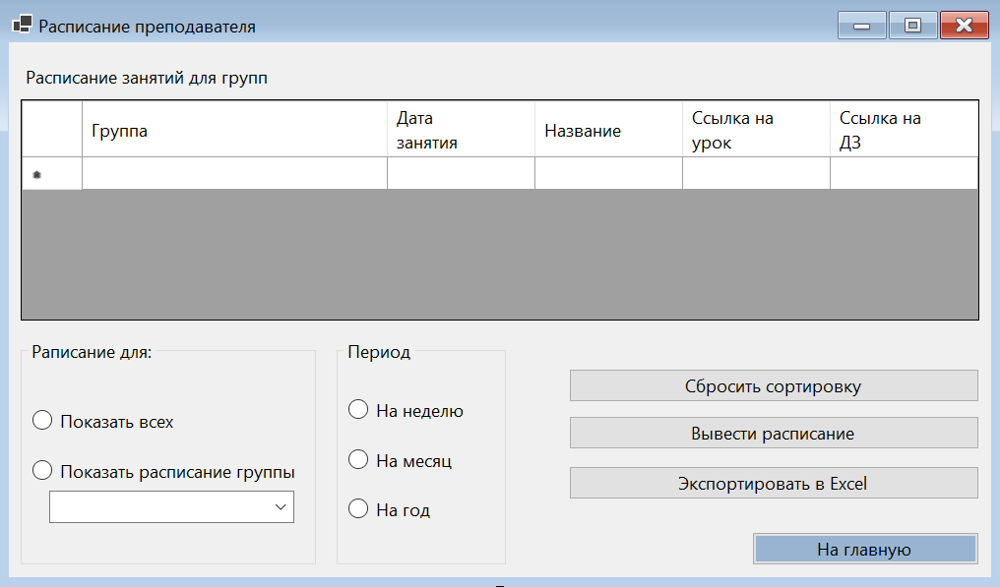 Расписание преподавателя
Расписание занятий для групп
Группа
Дата
занятия
Название
Ссылка на
урок
Ссылка на
ДЗ
Раписание для:
Показать всех
Показать расписание группы
Период
На неделю
На месяц
На год
Сбросить сортировку
Вывести расписание
Экспортировать в Excel
На главную